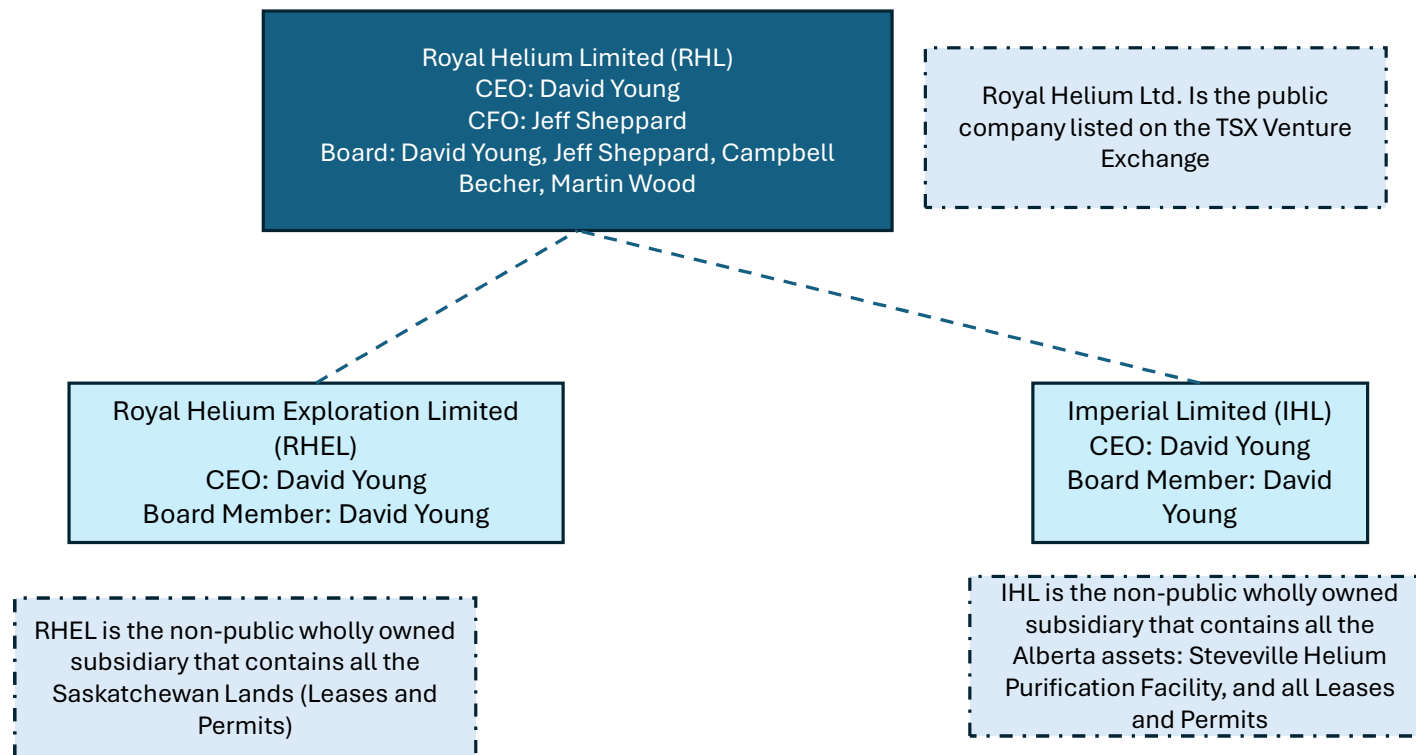 Royal Helium Limited (RHL)
CEO: David Young
CFO: Jeff Sheppard
Board: David Young, Jeff Sheppard, Campbell
Becher, Martin Wood
Royal Helium Ltd. Is the public
company listed on the TSX Venture
Exchange
Royal Helium Exploration Limited
(RHEL)
CEO: David Young
Board Member: David Young
Imperial Limited (IHL)
CEO: David Young
Board Member: David
Young
RHEL is the non-public wholly owned
subsidiary that contains all the
Saskatchewan Lands (Leases and
Permits)
IHL is the non-public wholly owned
subsidiary that contains all the
Alberta assets: Steveville Helium
Purification Facility, and all Leases
and Permits